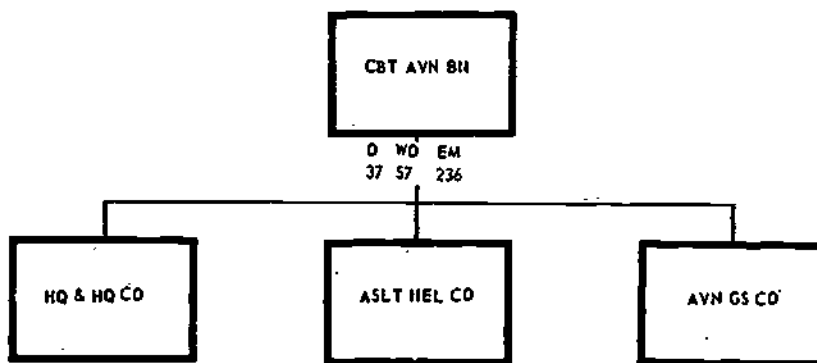 CBT AVN BN
O WO EM
37 57 236
HQ & HQ CO
ASLT HEL CO
AVN GS CO